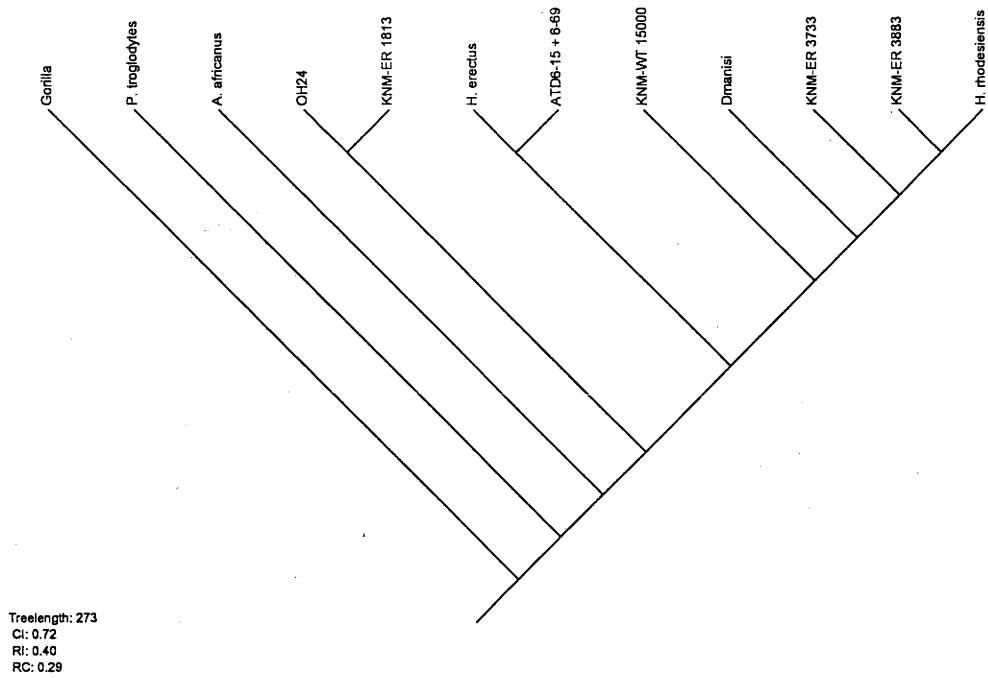 Gorilla
P. troglodytes
A. africanus
OH24
KNM-ER 1813
H. erectus
ATD6-15 + 6-69
KNM-WT 15000
Dmanisi
KNM-ER 3733
KNM-ER 3883
H. rhodesiensis
Treelength: 273
CI: 0.72
RI: 0.40
RC: 0.29